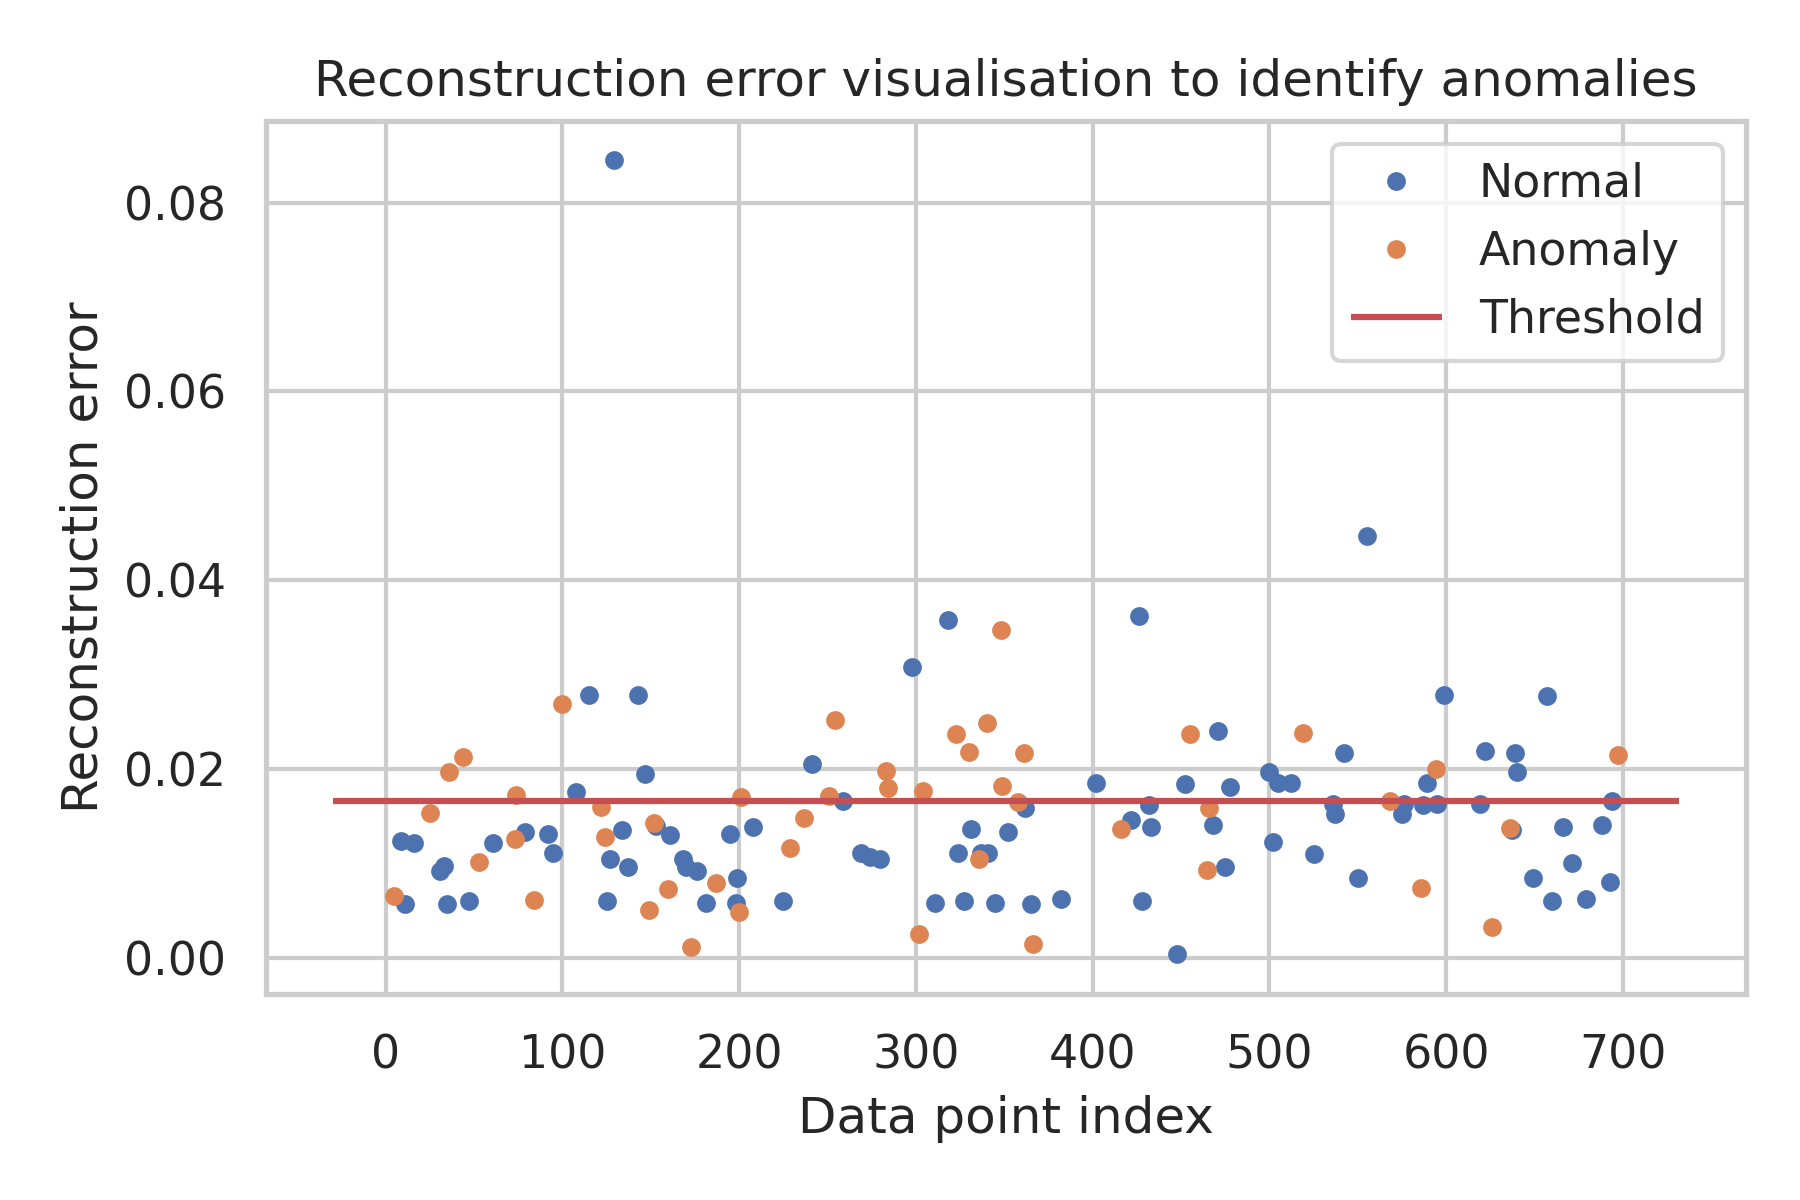 Reconstruction error visualisation to identify anomalies
Normal
Anomaly
Threshold
0.08
0.06
0.04
0.02
0.00
Reconstruction error
0 100 200 300 400 500 600 700
Data point index